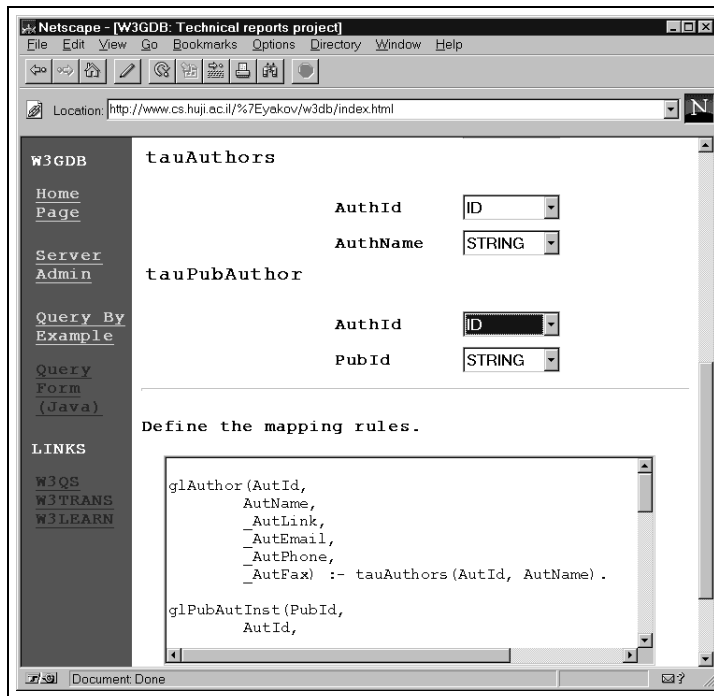 Netscape - [W3GDB: Technical reports project]
File Edit View Go Bookmarks Options Directory Window Help
Location: http://www.cs.huji.ac.il/%7Eyakov/w3db/index.html
N
W3GDB
Home
Page
Server
Admin
Query By
Example
Query
Form
(Java)
LINKS
W3QS
W3TRANS
W3LEARN
tauAuthors
AuthId ID
AuthName STRING
tauPubAuthor
AuthId ID
PubId STRING
Define the mapping rules.
glAuthor(AutId,
AutName,
_AutLink,
_AutEmail,
_AutPhone,
_AutFax) :- tauAuthors(AutId, AutName).
glPubAutInst(PubId,
AutId,
Document: Done
?